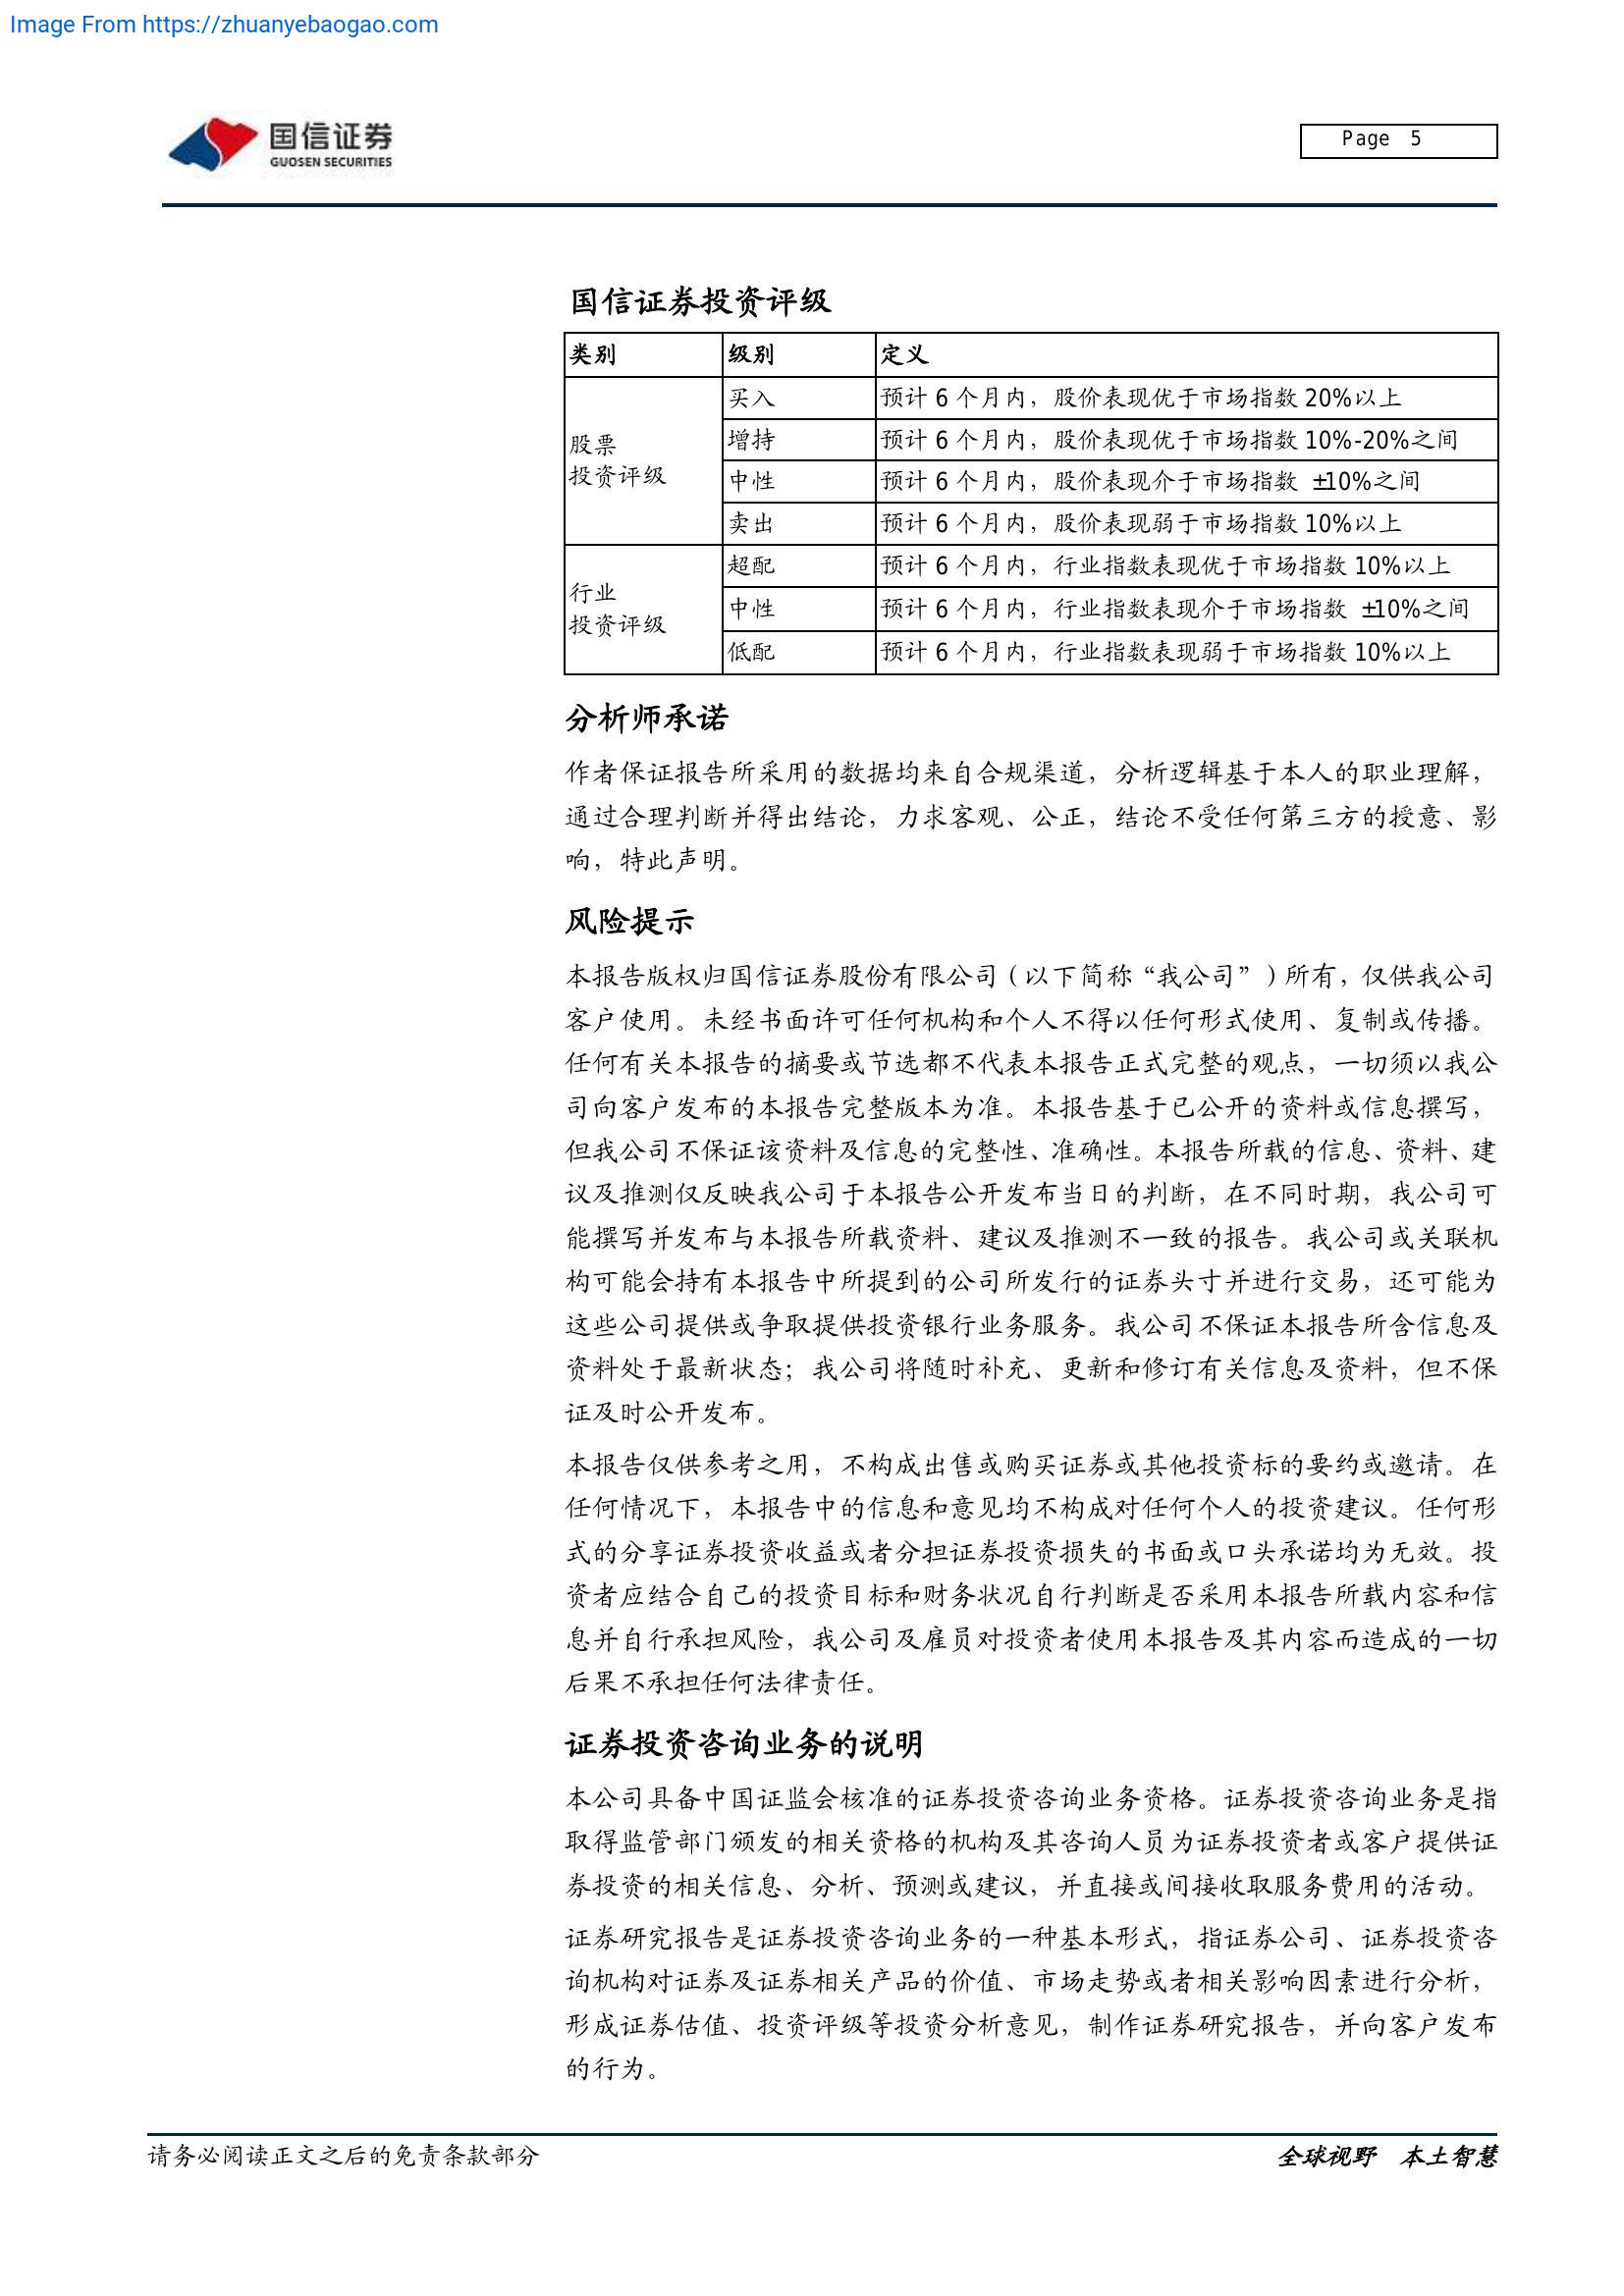 Image From https://zhuanyebaogao.com
国信证券
GUOSEN SECURITIES
Page 5
国信证券投资评级
类别 级别 定义
股票
投资评级
买入 预计 6 个月内，股价表现优于市场指数 20%以上
增持 预计 6 个月内，股价表现优于市场指数 10%-20%之间
中性 预计 6 个月内，股价表现介于市场指数 ±10%之间
卖出 预计 6 个月内，股价表现弱于市场指数 10%以上
行业
投资评级
超配 预计 6 个月内，行业指数表现优于市场指数 10%以上
中性 预计 6 个月内，行业指数表现介于市场指数 ±10%之间
低配 预计 6 个月内，行业指数表现弱于市场指数 10%以上
分析师承诺
作者保证报告所采用的数据均来自合规渠道，分析逻辑基于本人的职业理解，
通过合理判断并得出结论，力求客观、公正，结论不受任何第三方的授意、影
响，特此声明。
风险提示
本报告版权归国信证券股份有限公司（以下简称“我公司”）所有，仅供我公司
客户使用。未经书面许可任何机构和个人不得以任何形式使用、复制或传播。
任何有关本报告的摘要或节选都不代表本报告正式完整的观点，一切须以我公
司向客户发布的本报告完整版本为准。本报告基于已公开的资料或信息撰写，
但我公司不保证该资料及信息的完整性、准确性。本报告所载的信息、资料、建
议及推测仅反映我公司于本报告公开发布当日的判断，在不同时期，我公司可
能撰写并发布与本报告所载资料、建议及推测不一致的报告。我公司或关联机
构可能会持有本报告中所提到的公司所发行的证券头寸并进行交易，还可能为
这些公司提供或争取提供投资银行业务服务。我公司不保证本报告所含信息及
资料处于最新状态；我公司将随时补充、更新和修订有关信息及资料，但不保
证及时公开发布。
本报告仅供参考之用，不构成出售或购买证券或其他投资标的要约或邀请。在
任何情况下，本报告中的信息和意见均不构成对任何个人的投资建议。任何形
式的分享证券投资收益或者分担证券投资损失的书面或口头承诺均为无效。投
资者应结合自己的投资目标和财务状况自行判断是否采用本报告所载内容和信
息并自行承担风险，我公司及雇员对投资者使用本报告及其内容而造成的一切
后果不承担任何法律责任。
证券投资咨询业务的说明
本公司具备中国证监会核准的证券投资咨询业务资格。证券投资咨询业务是指
取得监管部门颁发的相关资格的机构及其咨询人员为证券投资者或客户提供证
券投资的相关信息、分析、预测或建议，并直接或间接收取服务费用的活动。
证券研究报告是证券投资咨询业务的一种基本形式，指证券公司、证券投资咨
询机构对证券及证券相关产品的价值、市场走势或者相关影响因素进行分析，
形成证券估值、投资评级等投资分析意见，制作证券研究报告，并向客户发布
的行为。
请务必阅读正文之后的免责条款部分 全球视野 本土智慧